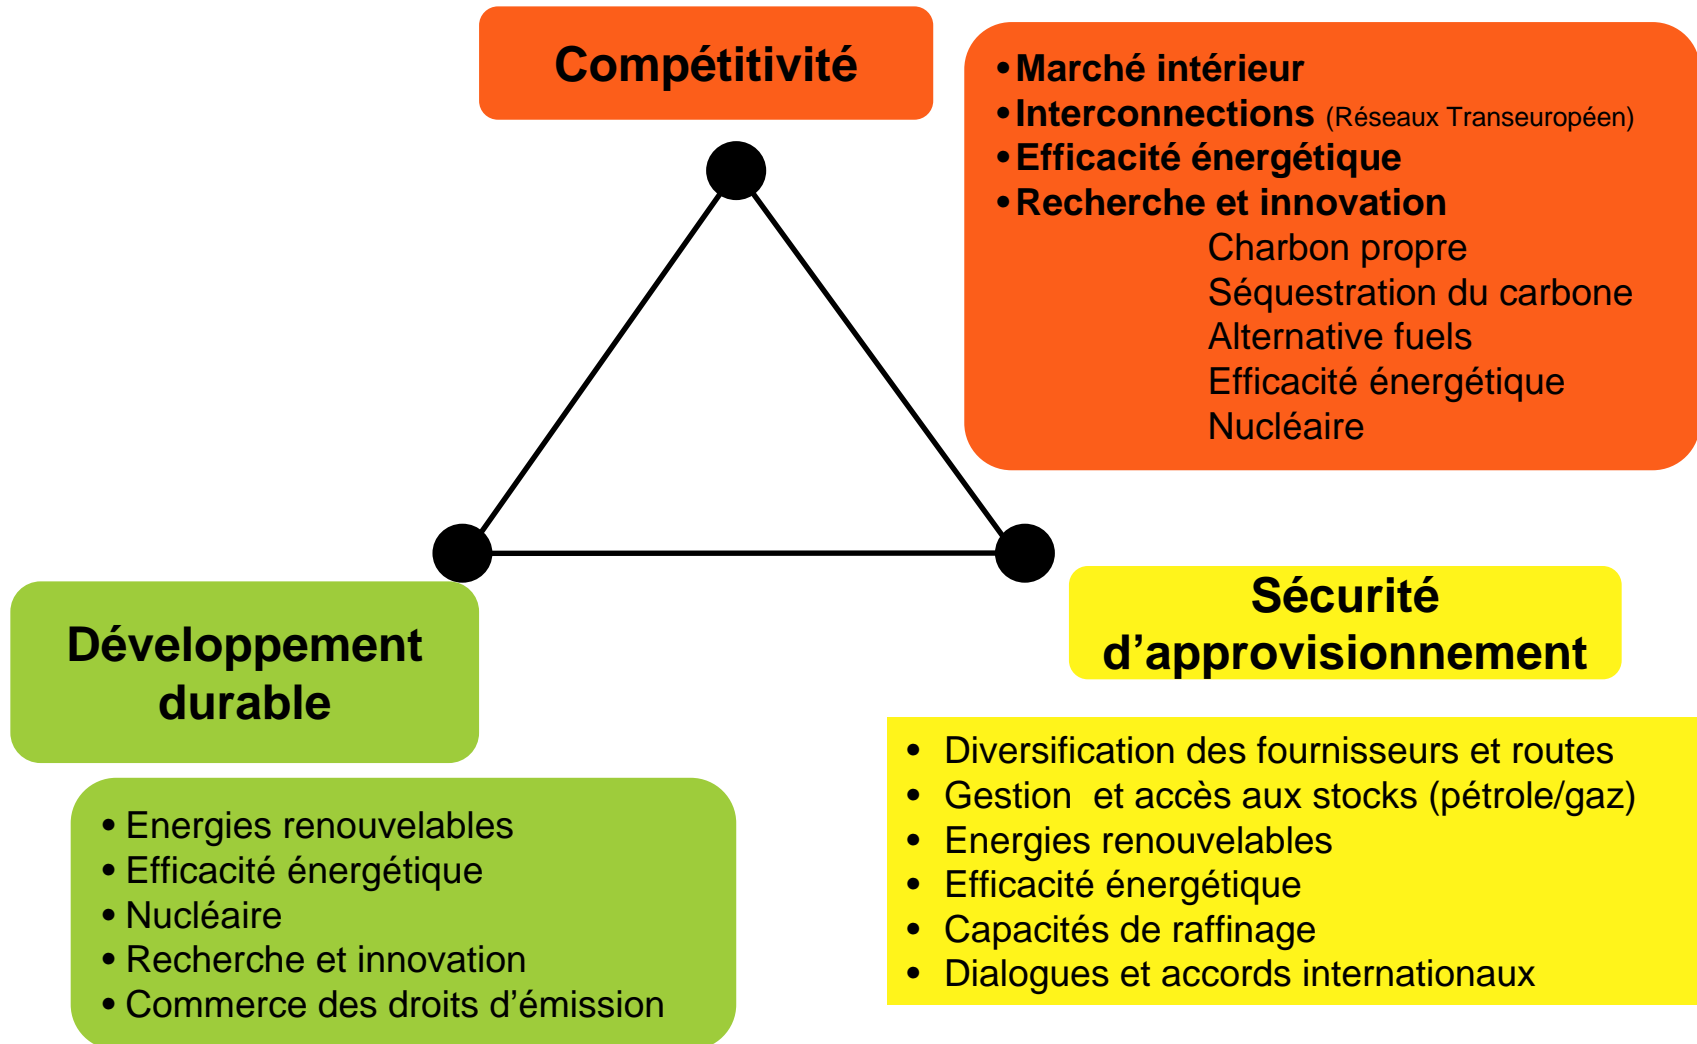 Compétitivité
•Marché intérieur
•Interconnections (Réseaux Transeuropéen)
•Efficacité énergétique
•Recherche et innovation
Charbon propre
Séquestration du carbone
Alternative fuels
Efficacité énergétique
Nucléaire
Développement
durable
• Energies renouvelables
• Efficacité énergétique
• Nucléaire
• Recherche et innovation
• Commerce des droits d’émission
Sécurité
d’approvisionnement
• Diversification des fournisseurs et routes
• Gestion et accès aux stocks (pétrole/gaz)
• Energies renouvelables
• Efficacité énergétique
• Capacités de raffinage
• Dialogues et accords internationaux